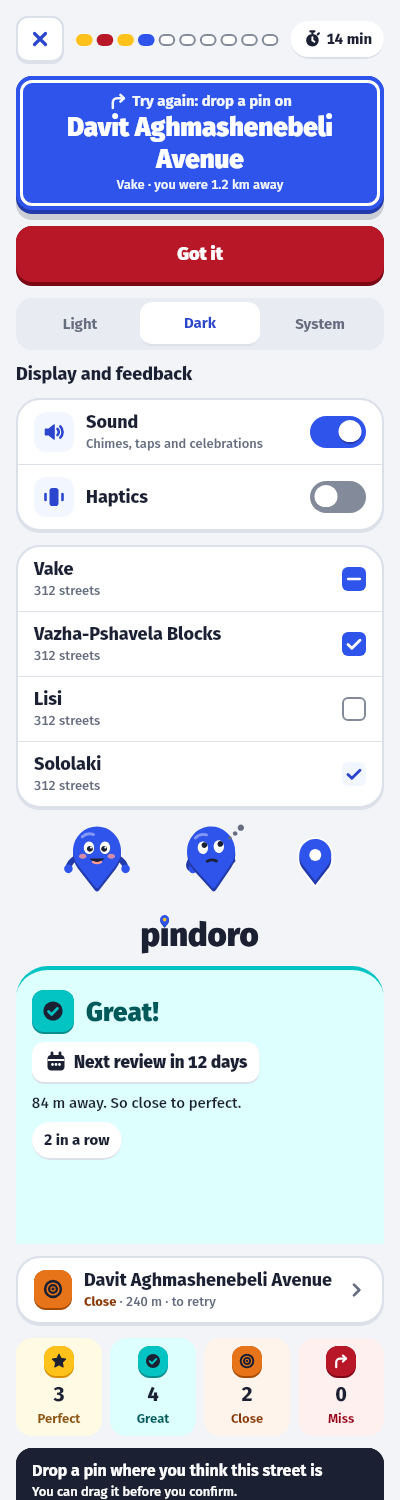 14 min
Try again: drop a pin on
Davit Aghmashenebeli
Avenue
Vake · you were 1.2 km away
Got it
Light
Dark
System
Display and feedback
Sound
Chimes, taps and celebrations
Haptics
Vake
312 streets
Vazha-Pshavela Blocks
312 streets
Lisi
312 streets
Sololaki
312 streets
pindoro
Great!
Next review in 12 days
84 m away. So close to perfect.
2 in a row
Davit Aghmashenebeli Avenue
Close · 240 m · to retry
3
Perfect
4
Great
2
Close
0
Miss
Drop a pin where you think this street is
You can drag it before you confirm.